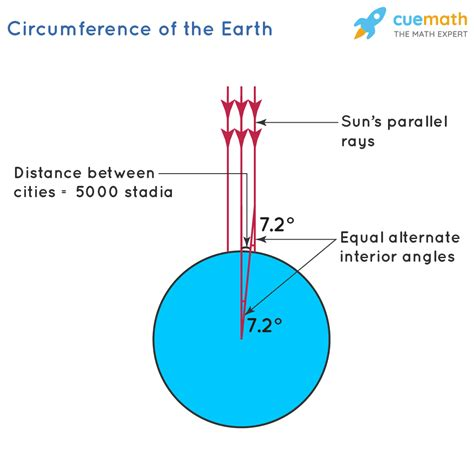 Circumference of the Earth
cuemath
THE MATH EXPERT
Sun's parallel
rays
Distance between
cities = 5000 stadia
7.2°
Equal alternate
interior angles
7.2°